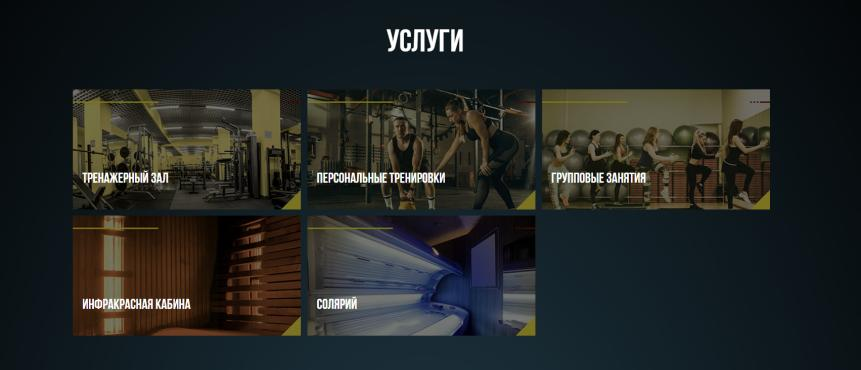 УСЛУГИ
ТРЕНАЖЕРНЫЙ ЗАЛ
ПЕРСОНАЛЬНЫЕ ТРЕНИРОВКИ
ГРУППОВЫЕ ЗАНЯТИЯ
ИНФРАКРАСНАЯ КАБИНА
СОЛЯРИЙ